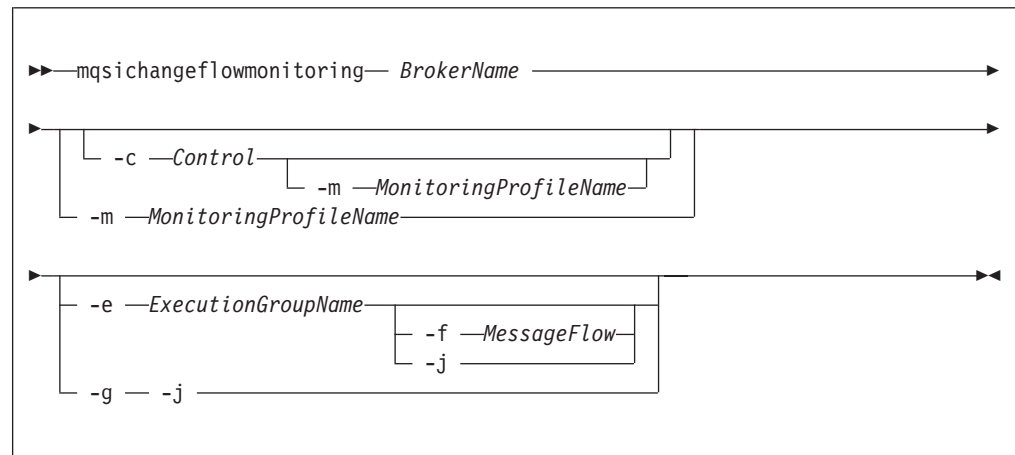 mqsichangeflowmonitoring BrokerName
-c Control
-m MonitoringProfileName
-m MonitoringProfileName
-e ExecutionGroupName
-f MessageFlow
-j
-g -j